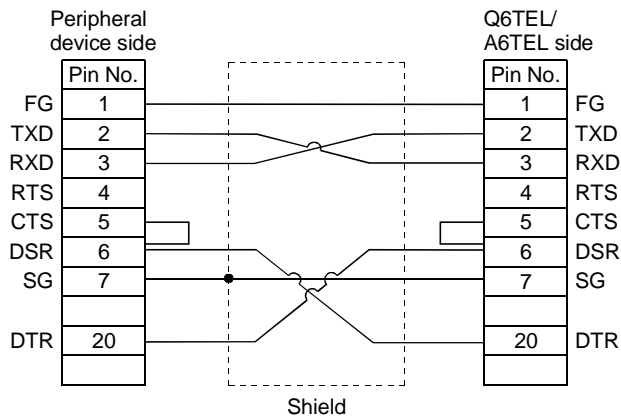 Peripheral
device side
Q6TEL/
A6TEL side
Pin No.
Pin No.
FG 1 1 FG
TXD 2 2 TXD
RXD 3 3 RXD
RTS 4 4 RTS
CTS 5 5 CTS
DSR 6 6 DSR
SG 7 7 SG
DTR 20 20 DTR
Shield